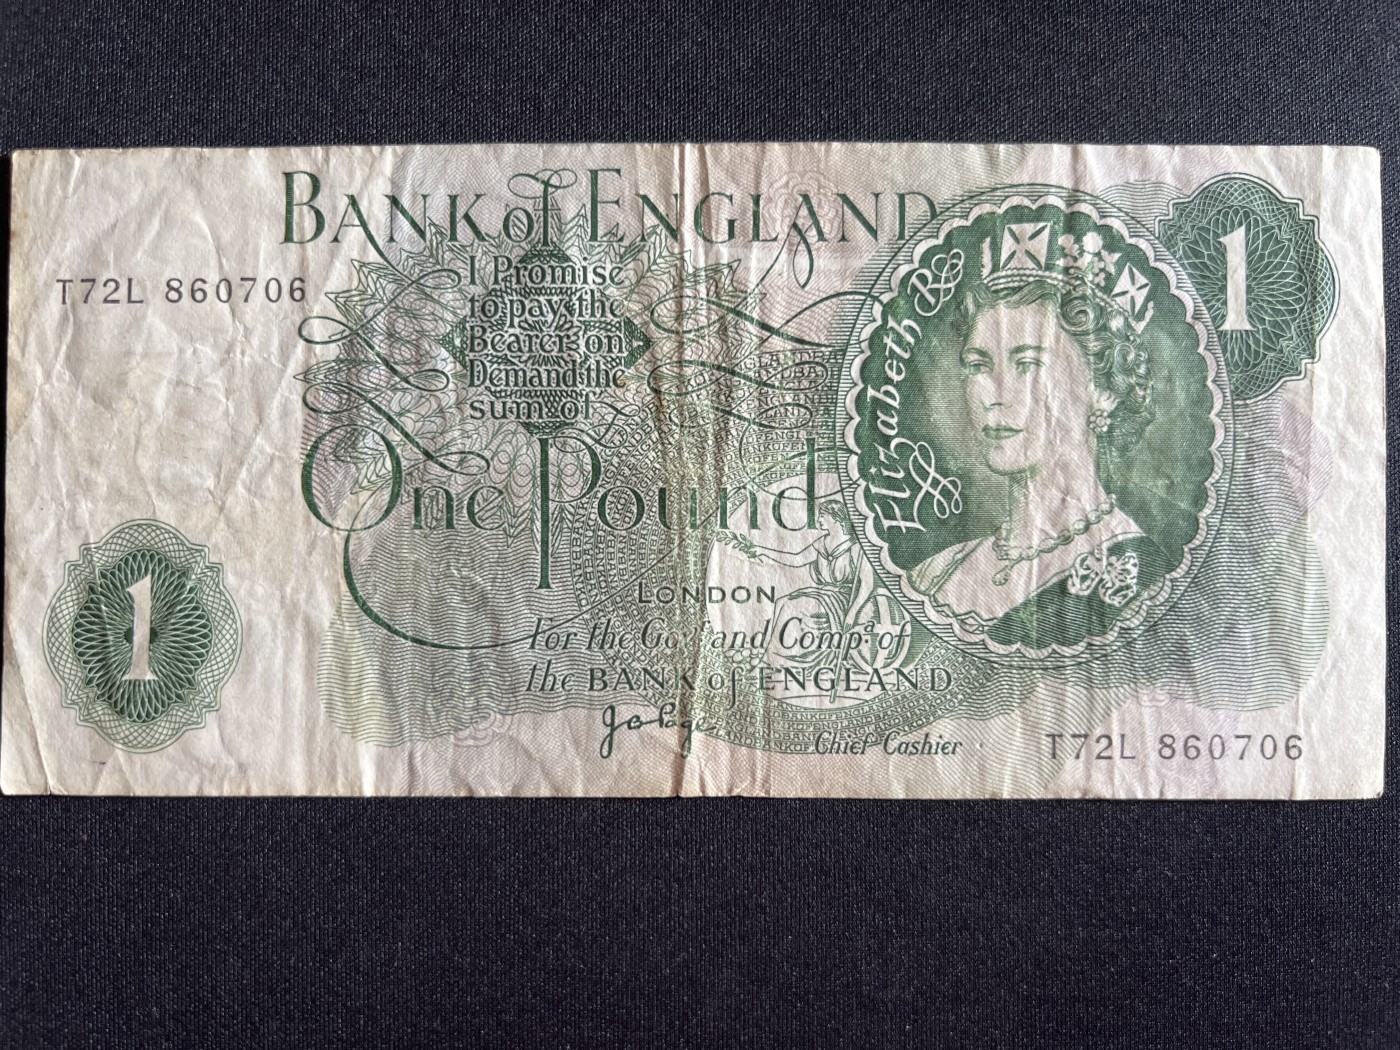 BANK of ENGLAND
1
T72L 860706
I Promise
to pay the
Bearer on
Demand the
sum of
One Pound
Elizabeth R
LONDON
For the Govr and Compa of
the BANK of ENGLAND
1
Chief Cashier
T72L 860706